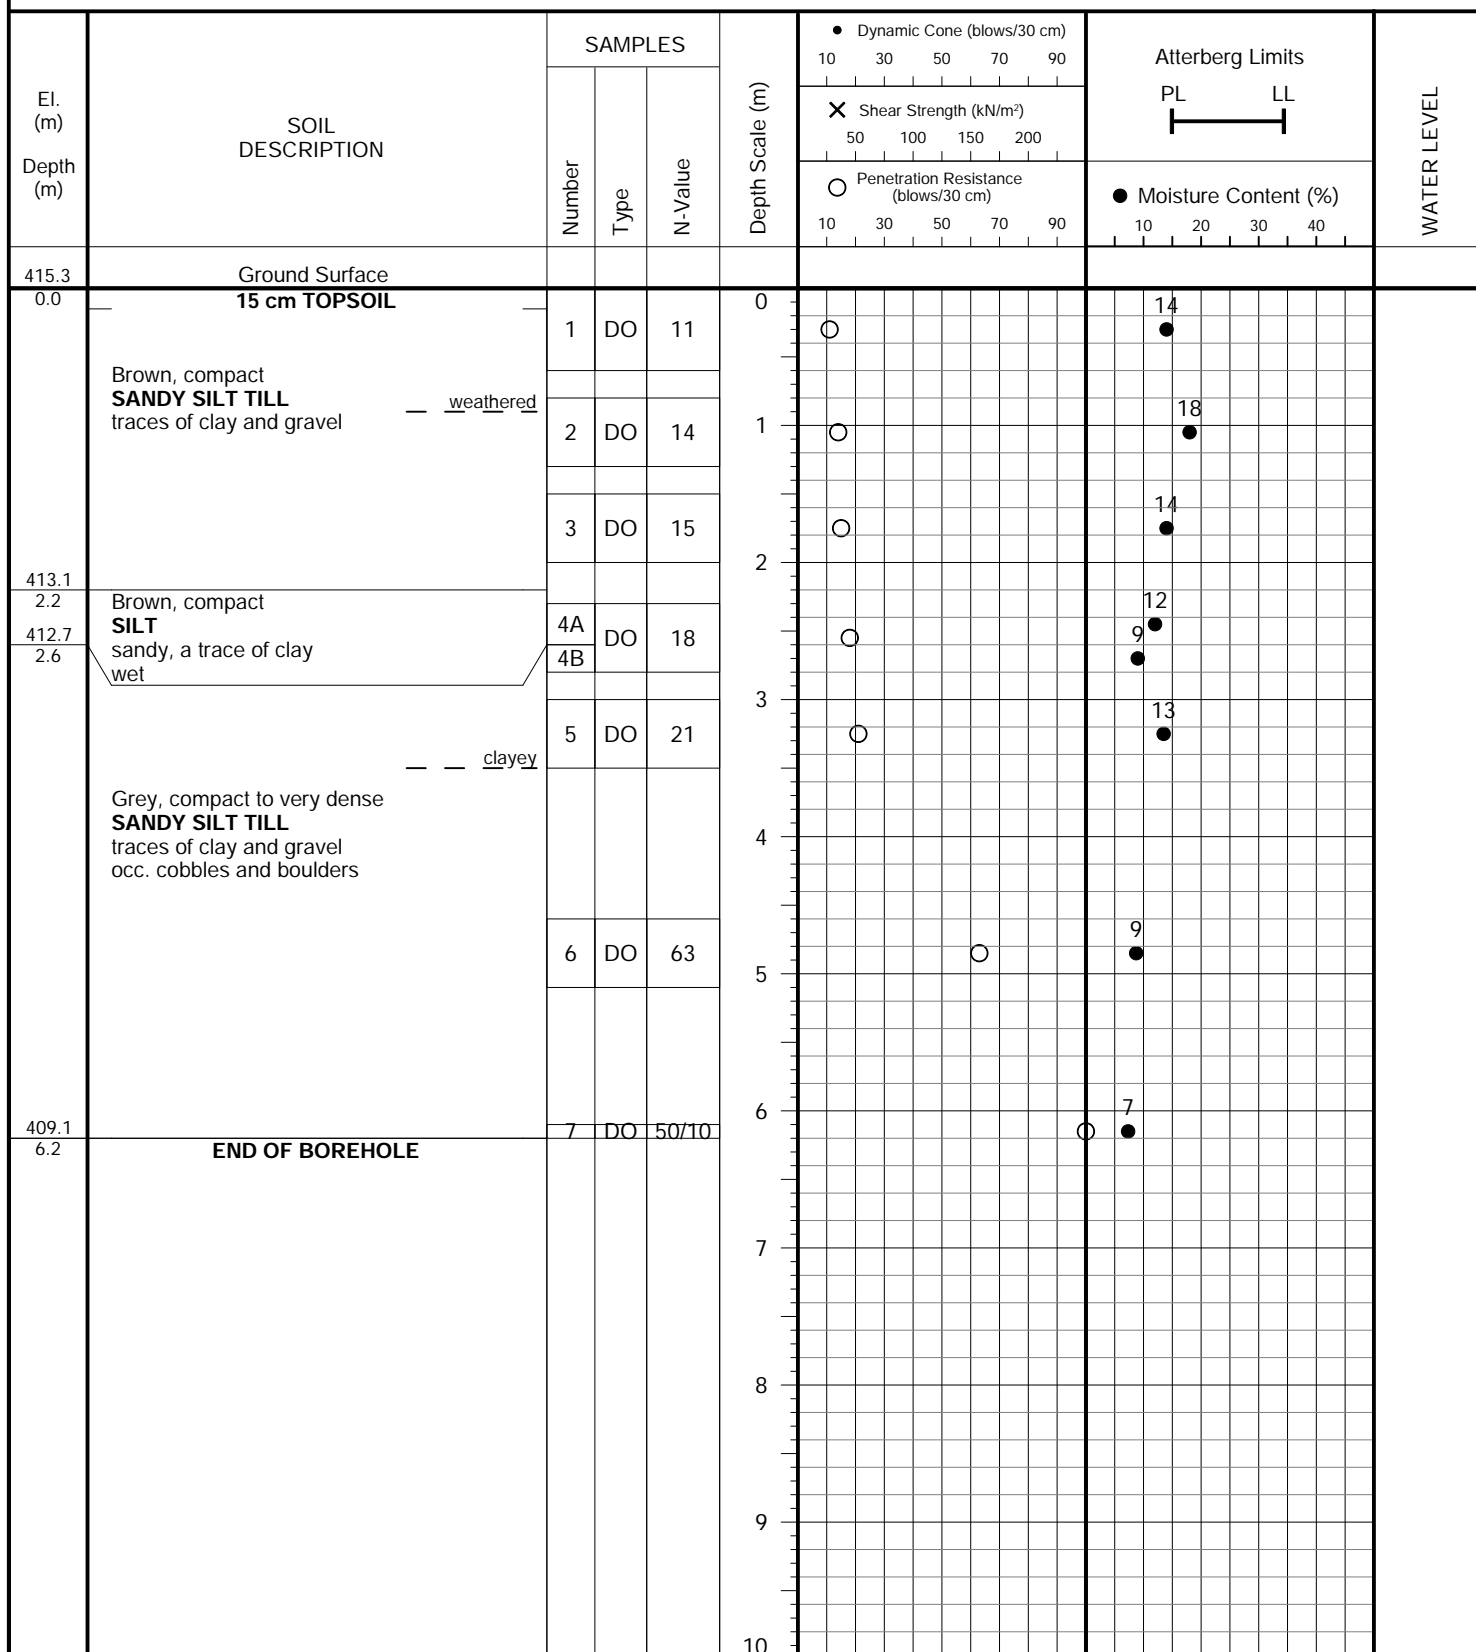 El.
(m)
Depth
(m)
SOIL
DESCRIPTION
SAMPLES
Number
Type
N-Value
Depth Scale (m)
Dynamic Cone (blows/30 cm)
10 30 50 70 90
Shear Strength (kN/m²)
50 100 150 200
Penetration Resistance
(blows/30 cm)
10 30 50 70 90
Atterberg Limits
PL LL
Moisture Content (%)
10 20 30 40
WATER LEVEL
415.3 Ground Surface
0.0 15 cm TOPSOIL 0
14
1 DO 11
Brown, compact
SANDY SILT TILL
weathered
traces of clay and gravel
18
1
2 DO 14
14
3 DO 15
2
413.1
2.2 Brown, compact
12
SILT
4A DO 18
412.7
9
sandy, a trace of clay
2.6
4B
wet
3
13
5 DO 21
clayey
Grey, compact to very dense
SANDY SILT TILL
traces of clay and gravel
4
occ. cobbles and boulders
9
6 DO 63
5
6
7
409.1
7 DO 50/10
6.2 END OF BOREHOLE
7
8
9
10